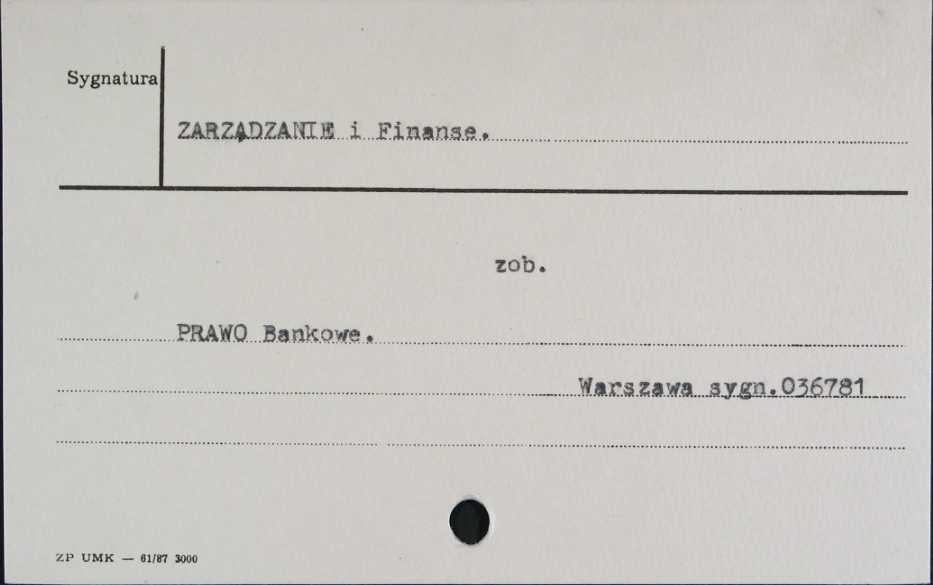 Sygnatura
ZARZĄDZANIE i Finanse.
zob.
PRAWO Bankowe.
Warszawa sygn.036781
ZP UMK — 61/87 3000